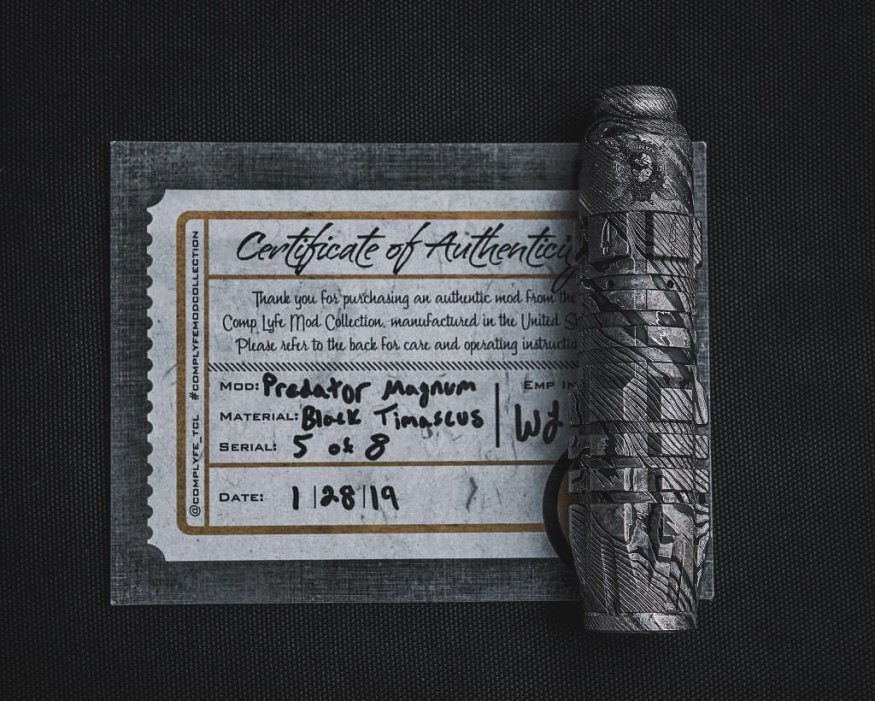 Certificate of
Thank you for purchasing an authentic mod from the
Comp Lyfe Mod Collection, manufactured in the United
Please refer to the back for care and operating
MOD: Predator Magnum
MATERIAL: Black Timascus
SERIAL: 5 of 8
EMP
DATE: 1/28/19
@COMPLYFE_TCL #COMPLYFEMODCOLLECTION